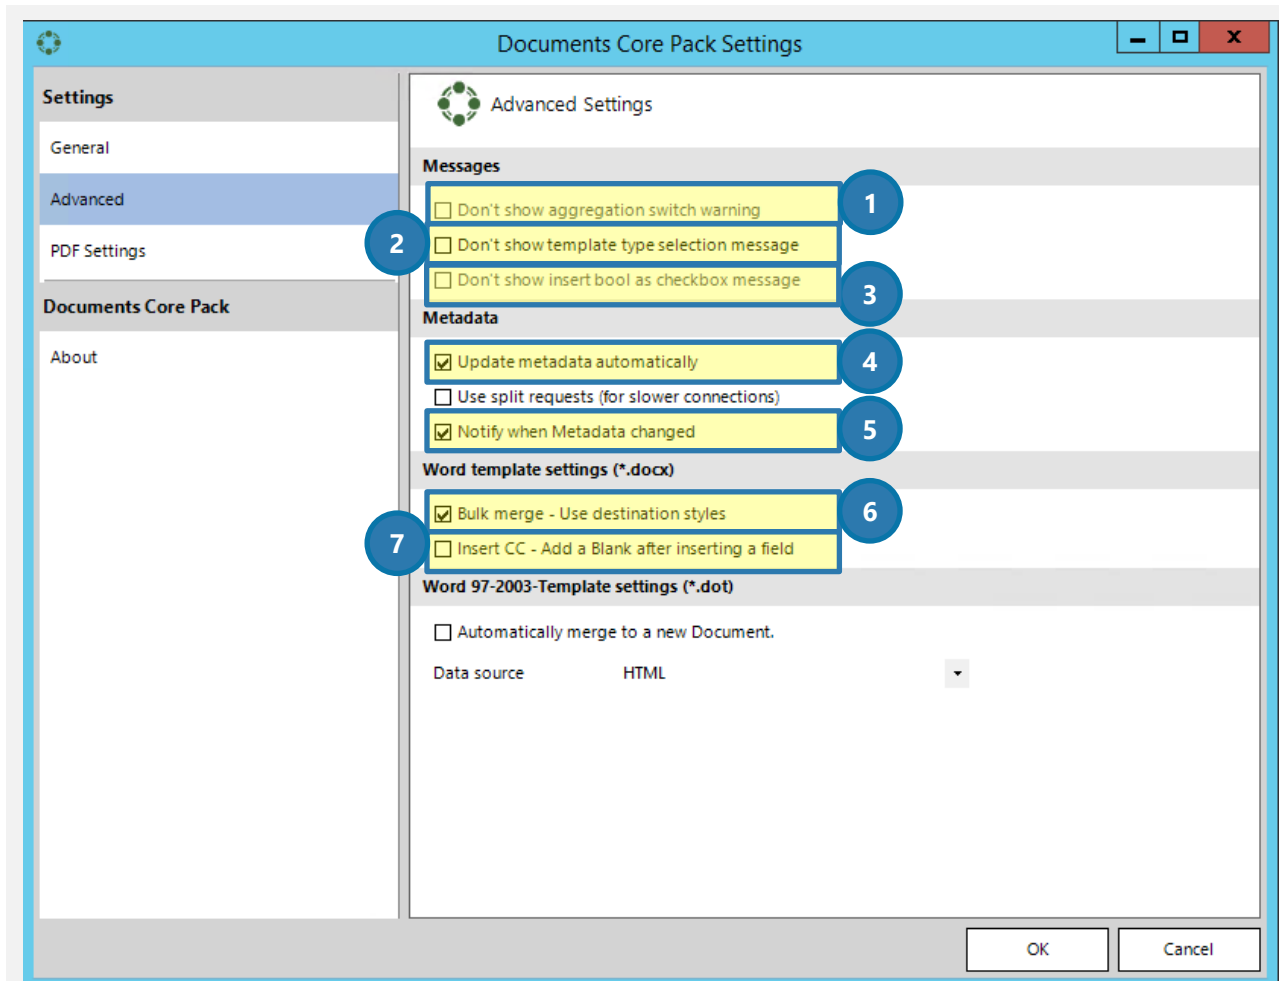 Documents Core Pack Settings
x
Settings
General
Advanced
PDF Settings
Documents Core Pack
About
Advanced Settings
Messages
Don't show aggregation switch warning
1
2
Don't show template type selection message
Don't show insert bool as checkbox message
3
Metadata
Update metadata automatically
4
Use split requests (for slower connections)
Notify when Metadata changed
5
Word template settings (*.docx)
Bulk merge - Use destination styles
6
7
Insert CC - Add a Blank after inserting a field
Word 97-2003-Template settings (*.dot)
Automatically merge to a new Document.
Data source HTML
OK Cancel